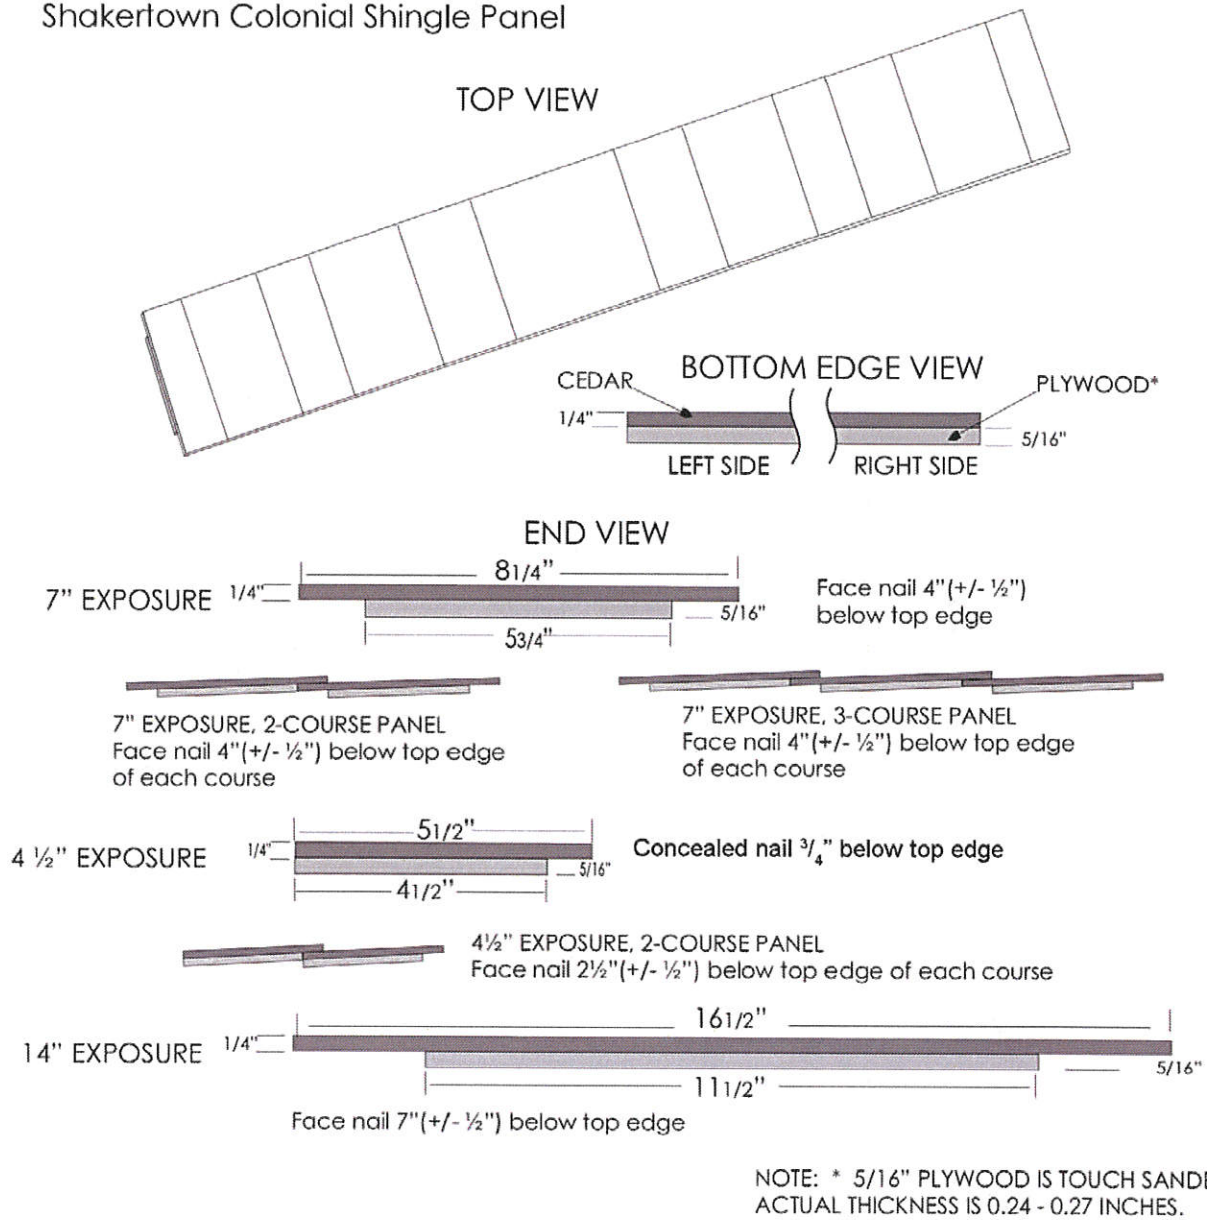 Shakertown Colonial Shingle Panel
TOP VIEW
BOTTOM EDGE VIEW
CEDAR
PLYWOOD*
1/4"
5/16"
LEFT SIDE
RIGHT SIDE
END VIEW
7" EXPOSURE
1/4"
81/4"
5/16"
53/4"
Face nail 4"(+/- ½")
below top edge
7" EXPOSURE, 2-COURSE PANEL
Face nail 4"(+/- ½") below top edge
of each course
7" EXPOSURE, 3-COURSE PANEL
Face nail 4"(+/- ½") below top edge
of each course
4 ½" EXPOSURE
1/4"
51/2"
5/16"
41/2"
Concealed nail ³/₄" below top edge
4½" EXPOSURE, 2-COURSE PANEL
Face nail 2½"(+/- ½") below top edge of each course
14" EXPOSURE
1/4"
161/2"
5/16"
111/2"
Face nail 7"(+/- ½") below top edge
NOTE: * 5/16" PLYWOOD IS TOUCH SANDE
ACTUAL THICKNESS IS 0.24 - 0.27 INCHES.